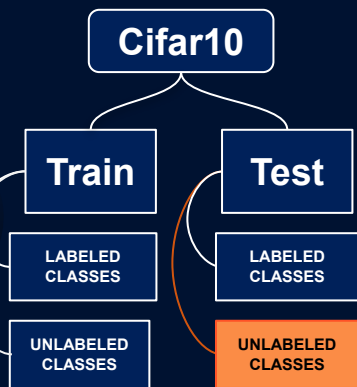 Cifar10
Train
Test
LABELED
CLASSES
LABELED
CLASSES
UNLABELED
CLASSES
UNLABELED
CLASSES